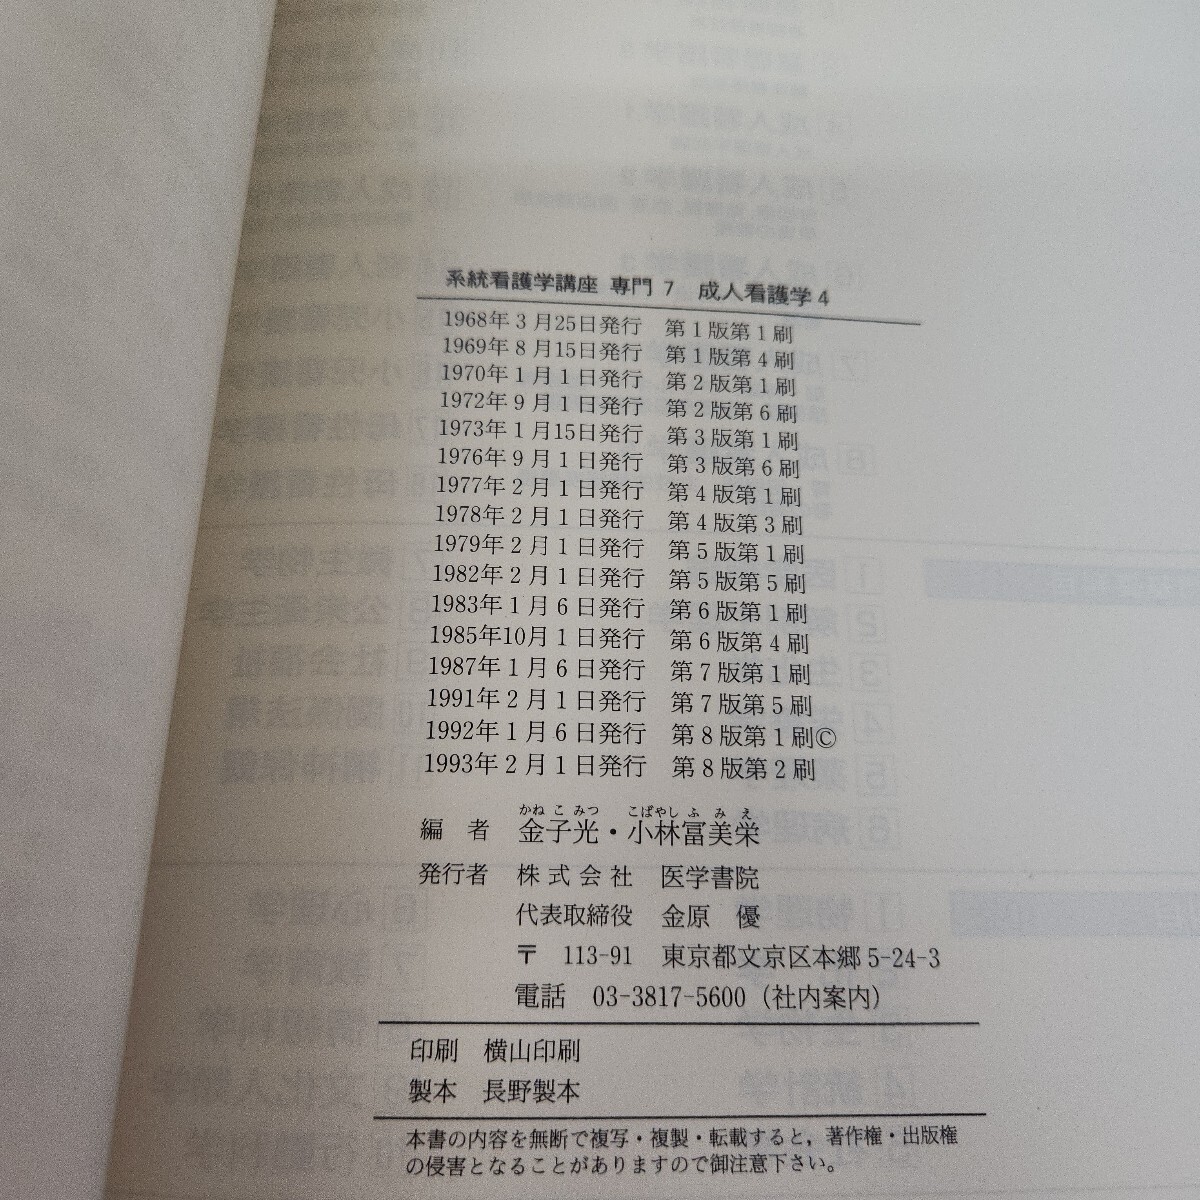 系統看護学講座 専門 7 成人看護学 4
1968年 3 月25日発行 第 1 版第 1 刷
1969年 8 月15日発行 第 1 版第 4 刷
1970年 1 月 1 日発行 第 2 版第 1 刷
1972年 9 月 1 日発行 第 2 版第 6 刷
1973年 1 月15日発行 第 3 版第 1 刷
1976年 9 月 1 日発行 第 3 版第 6 刷
1977年 2 月 1 日発行 第 4 版第 1 刷
1978年 2 月 1 日発行 第 4 版第 3 刷
1979年 2 月 1 日発行 第 5 版第 1 刷
1982年 2 月 1 日発行 第 5 版第 5 刷
1983年 1 月 6 日発行 第 6 版第 1 刷
1985年10月 1 日発行 第 6 版第 4 刷
1987年 1 月 6 日発行 第 7 版第 1 刷
1991年 2 月 1 日発行 第 7 版第 5 刷
1992年 1 月 6 日発行 第 8 版第 1 刷©
1993年 2 月 1 日発行 第 8 版第 2 刷
かね こ みつ こばやし ふ み え
編 者 金子光・小林冨美栄
発行者 株式会社 医学書院
代表取締役 金原 優
〒 113-91 東京都文京区本郷 5-24-3
電話 03-3817-5600（社内案内）
印刷 横山印刷
製本 長野製本
本書の内容を無断で複写・複製・転載すると，著作権・出版権
の侵害となることがありますので御注意下さい。